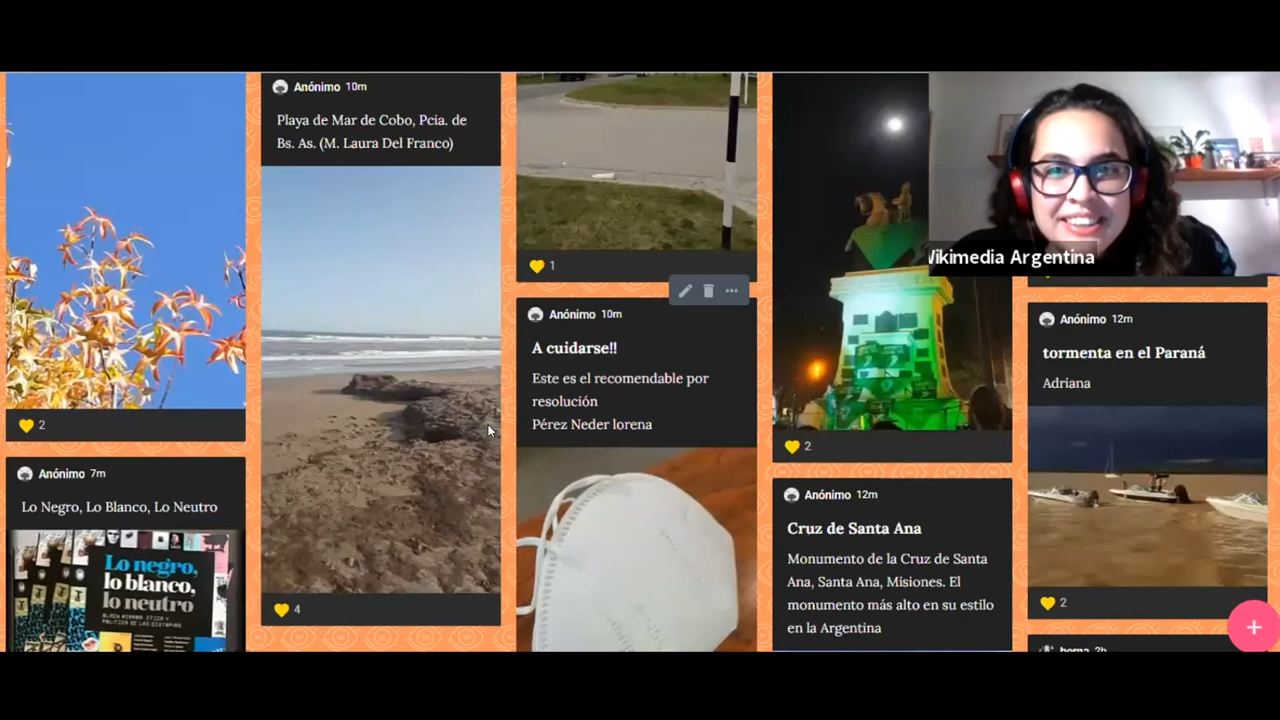 2
Anónimo 7m
Lo Negro, Lo Blanco, Lo Neutro
Lo negro,
lo blanco,
lo neutro
Anónimo 10m
Playa de Mar de Cobo, Pcia. de
Bs. As. (M. Laura Del Franco)
4
1
Anónimo 10m
A cuidarse!!
Este es el recomendable por
resolución
Pérez Neder lorena
2
Anónimo 12m
Cruz de Santa Ana
Monumento de la Cruz de Santa
Ana, Santa Ana, Misiones. El
monumento más alto en su estilo
en la Argentina
Wikimedia Argentina
Anónimo 12m
tormenta en el Paraná
Adriana
2